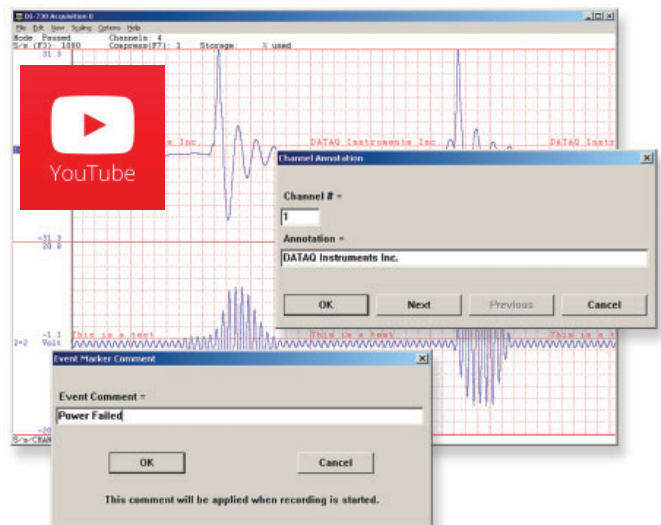 DI-730 Acquisition 0
File Edit View Scaling Options Help
Mode: Paused Channels: 4
S/s (F3) 1000 Compress(F7): 1 Storage: % used
31.3
YouTube
s Inc DATAQ Instruments Inc DATAQ Instr
Channel Annotation
Channel # =
1
Annotation =
DATAQ Instruments Inc.
OK Next Previous Cancel
-31.3
20.8
-1.1 This is a test This is a test This is
2=2 Volt
Event Marker Comment
Event Comment =
Power Failed
OK Cancel
This comment will be applied when recording is started.
S/s/CHAN